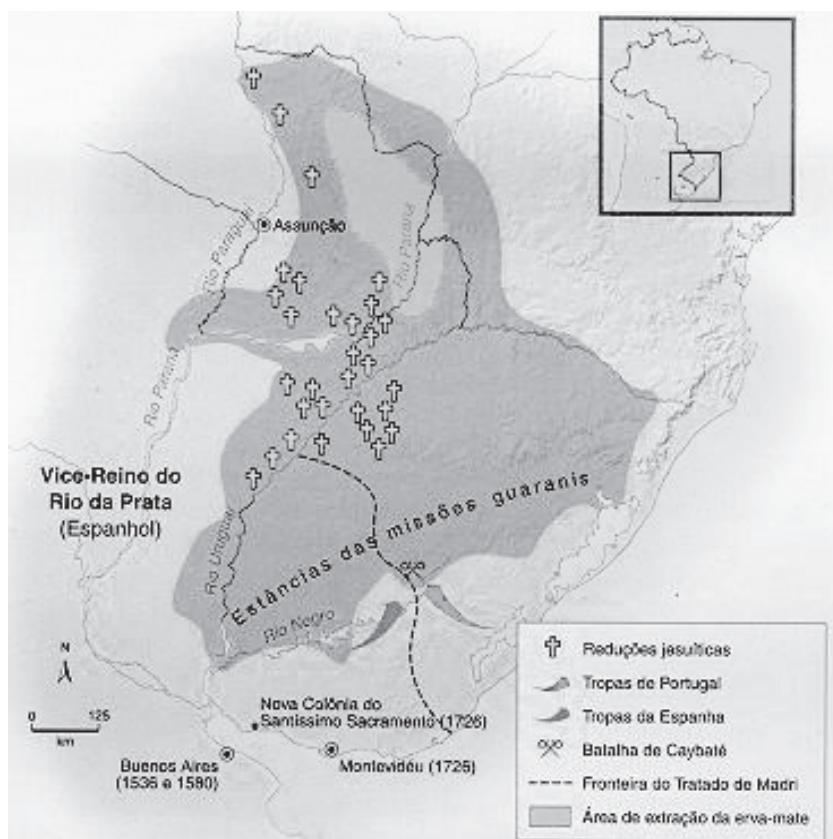 Assunção
Rio Paraguai
Rio Paraná
Rio Paraná
Vice-Reino do
Rio da Prata
(Espanhol)
Rio Uruguai
Estâncias das missões guaranis
Rio Negro
N
0 125
km
Nova Colônia do
Santíssimo Sacramento (1726)
Buenos Aires
(1536 e 1580)
Montevidéu (1726)
Reduções jesuíticas
Tropas de Portugal
Tropas da Espanha
Batalha de Caybaté
Fronteira do Tratado de Madri
Área de extração da erva-mate